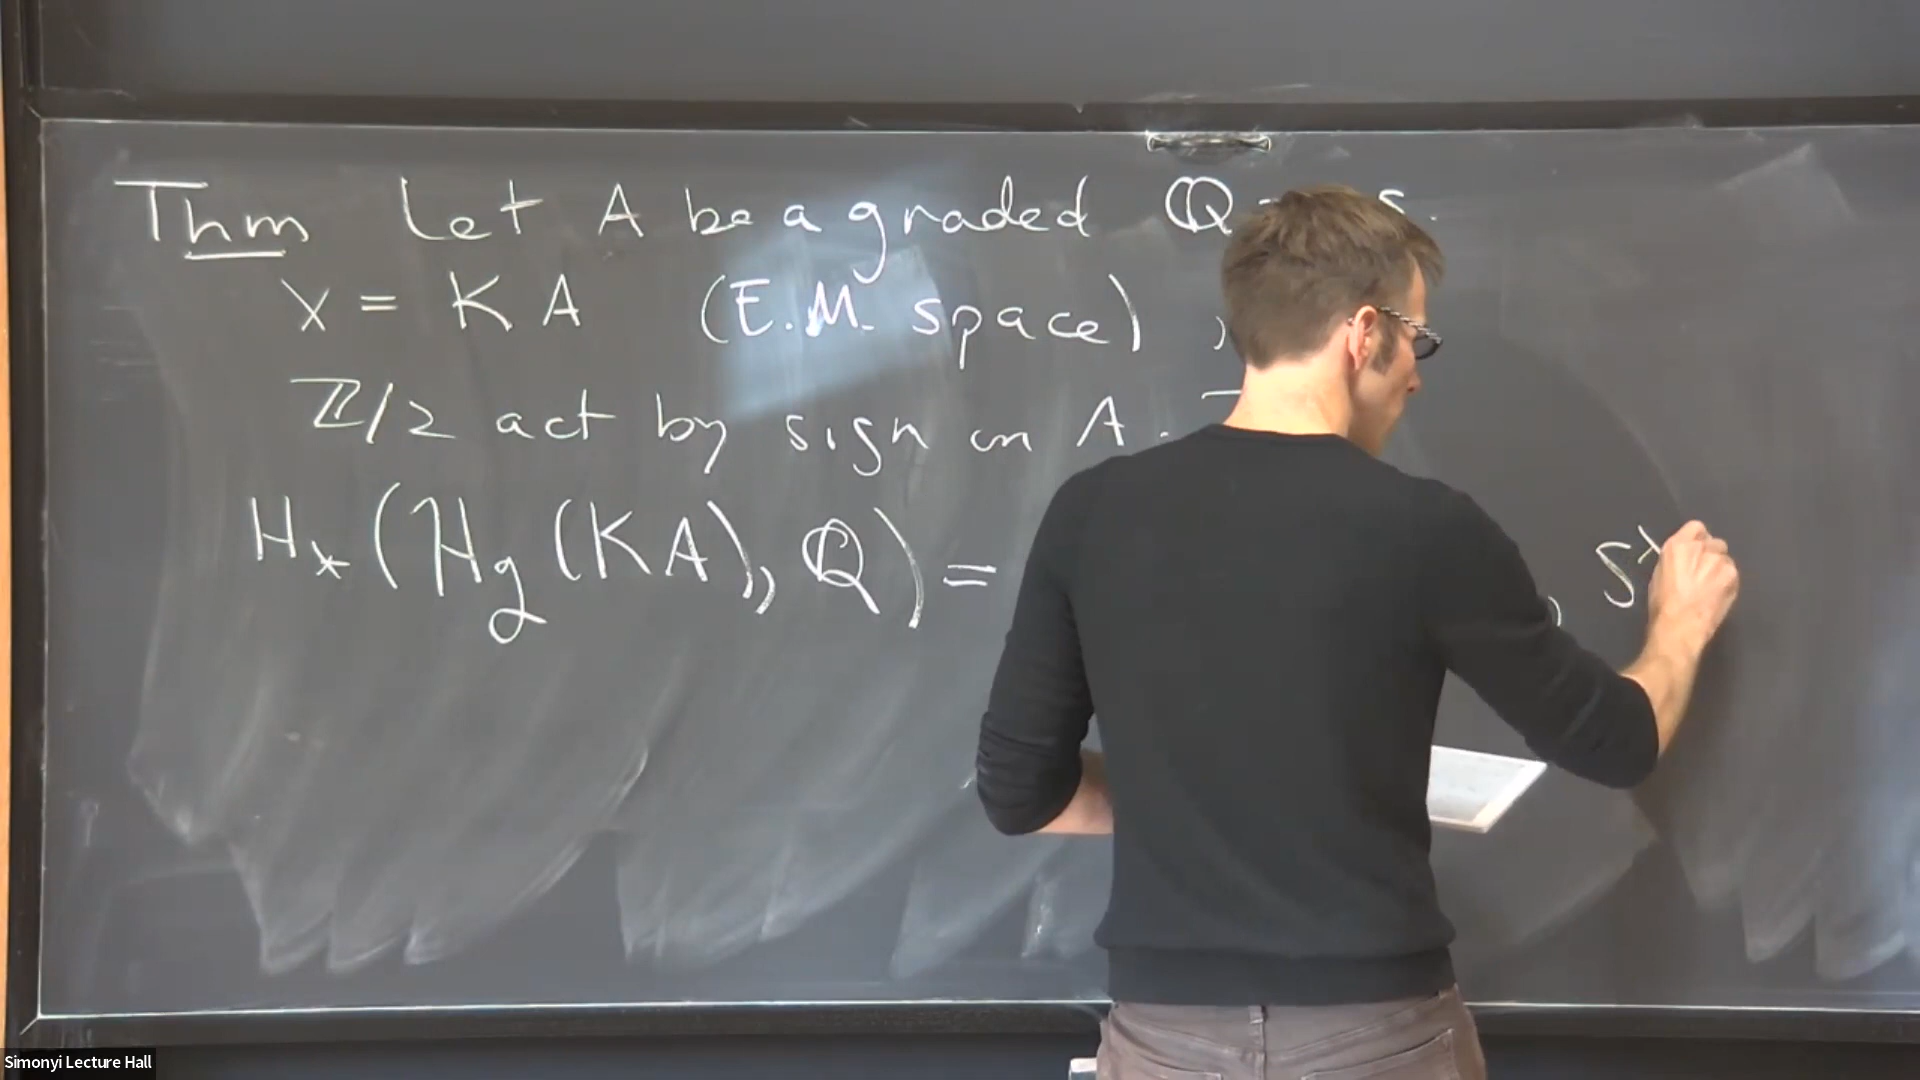 Thm Let A be a graded ℚ- s.
X = K A (E.M. space) ,
ℤ/2 act by sign on A.
H_*(ℋ_g(KA), ℚ) =
Simonyi Lecture Hall